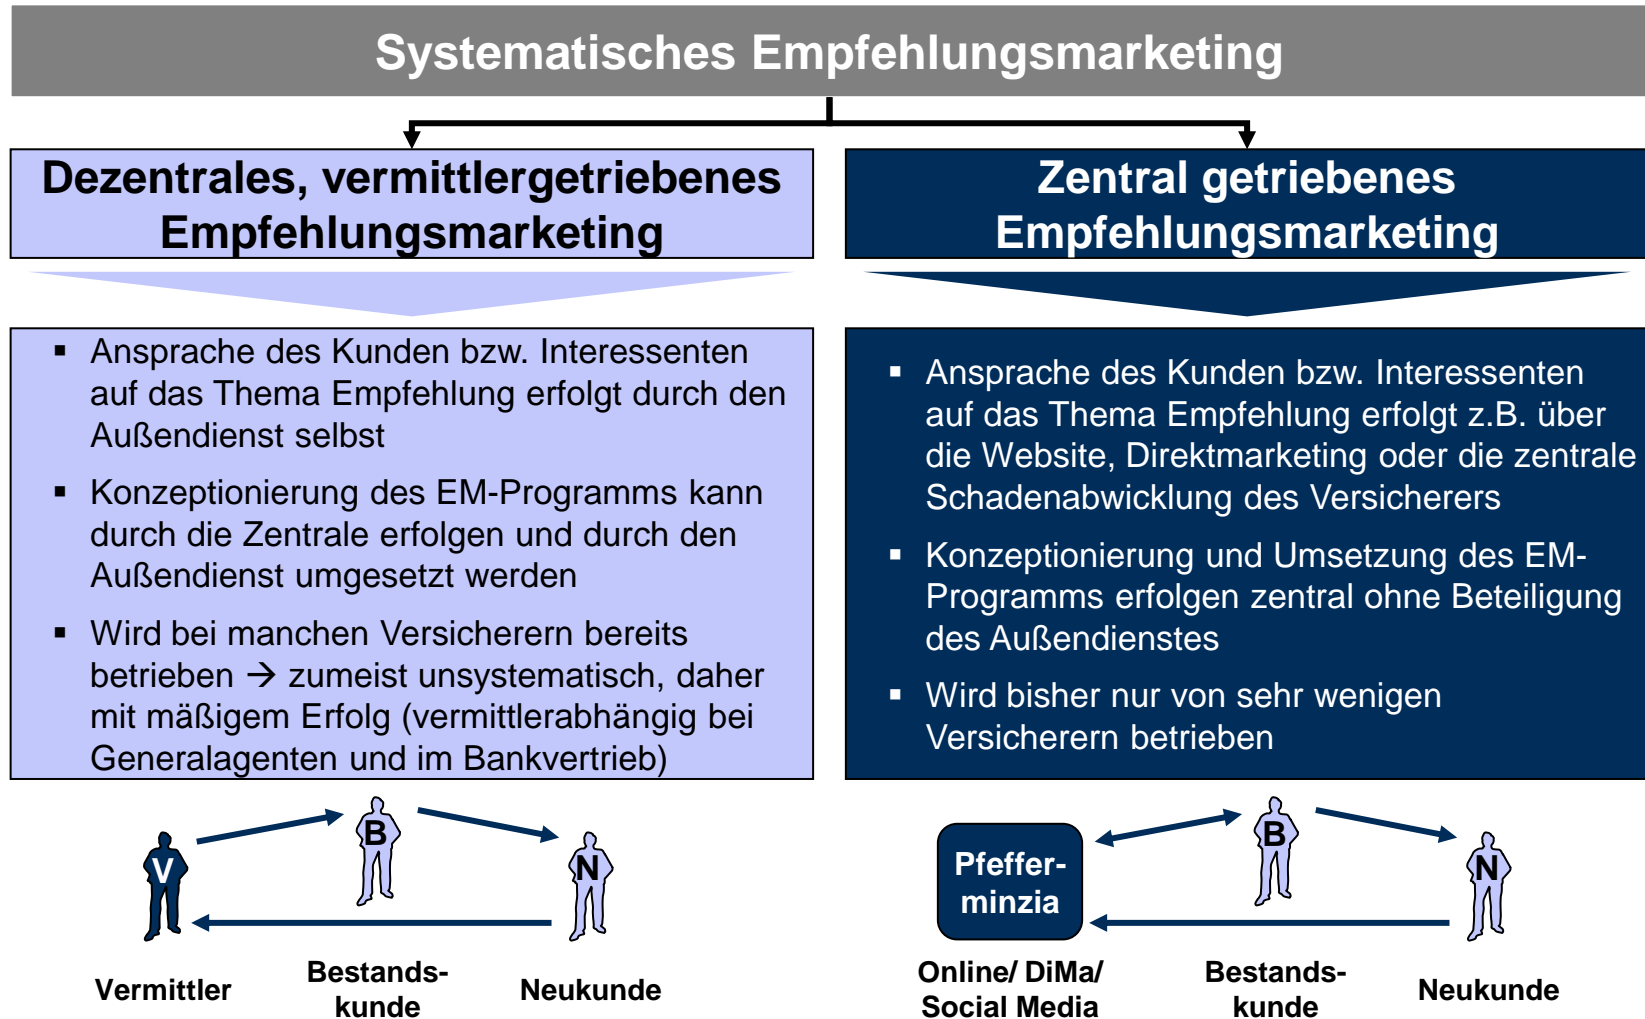 Systematisches Empfehlungsmarketing
Dezentrales, vermittlergetriebenes
Empfehlungsmarketing
▪ Ansprache des Kunden bzw. Interessenten
auf das Thema Empfehlung erfolgt durch den
Außendienst selbst
▪ Konzeptionierung des EM-Programms kann
durch die Zentrale erfolgen und durch den
Außendienst umgesetzt werden
▪ Wird bei manchen Versicherern bereits
betrieben → zumeist unsystematisch, daher
mit mäßigem Erfolg (vermittlerabhängig bei
Generalagenten und im Bankvertrieb)
V
B
N
Vermittler
Bestands-
kunde
Neukunde
Zentral getriebenes
Empfehlungsmarketing
▪ Ansprache des Kunden bzw. Interessenten
auf das Thema Empfehlung erfolgt z.B. über
die Website, Direktmarketing oder die zentrale
Schadenabwicklung des Versicherers
▪ Konzeptionierung und Umsetzung des EM-
Programms erfolgen zentral ohne Beteiligung
des Außendienstes
▪ Wird bisher nur von sehr wenigen
Versicherern betrieben
Pfeffer-
minzia
B
N
Online/ DiMa/
Social Media
Bestands-
kunde
Neukunde